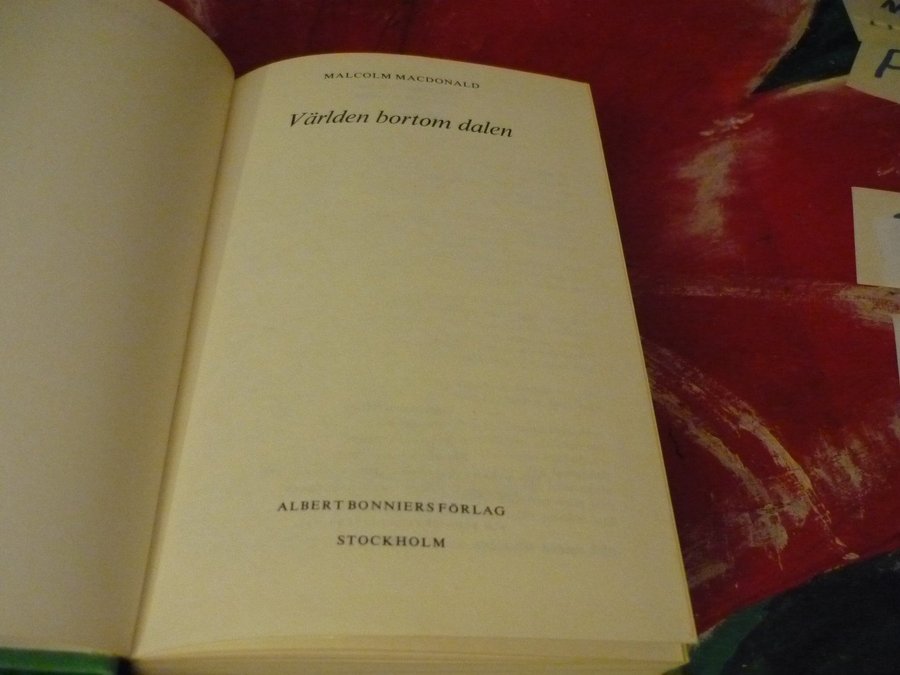 MALCOLM MACDONALD
Världen bortom dalen
ALBERT BONNIERS FÖRLAG
STOCKHOLM